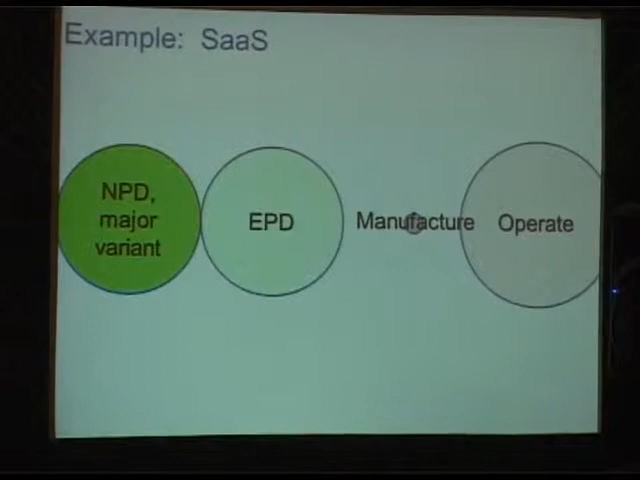 Example: SaaS
NPD,
major
variant
EPD
Manufacture
Operate